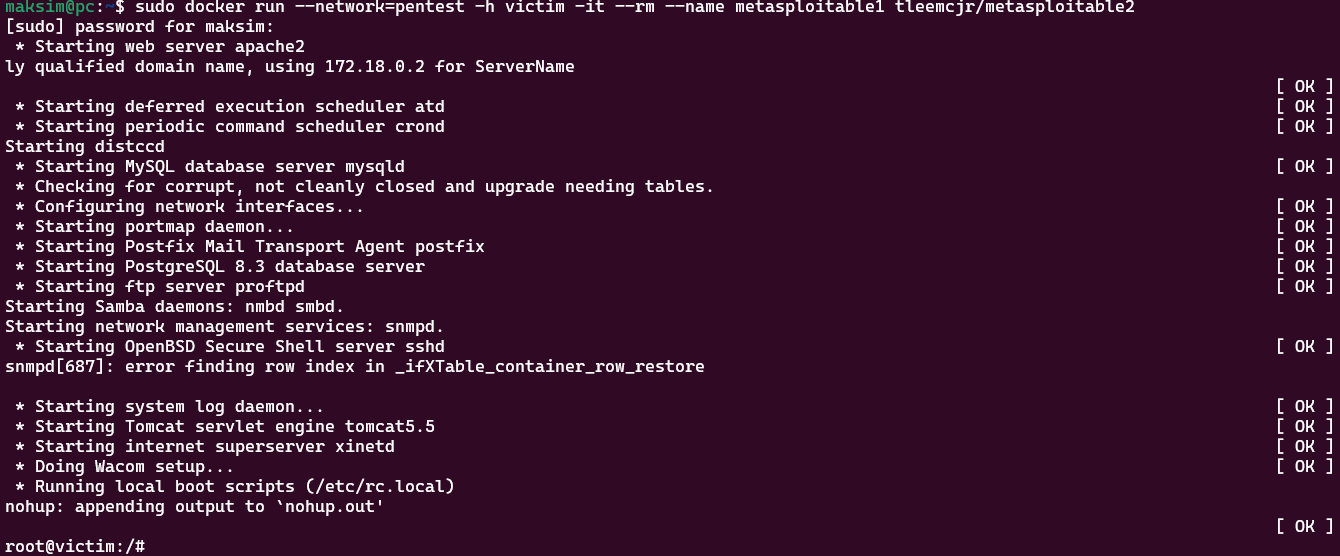 maksim@pc:~$ sudo docker run --network=pentest -h victim -it --rm --name metasploitable1 tleemcjr/metasploitable2
[sudo] password for maksim:
 * Starting web server apache2
ly qualified domain name, using 172.18.0.2 for ServerName
[ OK ]
 * Starting deferred execution scheduler atd [ OK ]
 * Starting periodic command scheduler crond [ OK ]
Starting distccd
 * Starting MySQL database server mysqld [ OK ]
 * Checking for corrupt, not cleanly closed and upgrade needing tables.
 * Configuring network interfaces... [ OK ]
 * Starting portmap daemon... [ OK ]
 * Starting Postfix Mail Transport Agent postfix [ OK ]
 * Starting PostgreSQL 8.3 database server [ OK ]
 * Starting ftp server proftpd [ OK ]
Starting Samba daemons: nmbd smbd.
Starting network management services: snmpd.
 * Starting OpenBSD Secure Shell server sshd [ OK ]
snmpd[687]: error finding row index in _ifXTable_container_row_restore
 * Starting system log daemon... [ OK ]
 * Starting Tomcat servlet engine tomcat5.5 [ OK ]
 * Starting internet superserver xinetd [ OK ]
 * Doing Wacom setup... [ OK ]
 * Running local boot scripts (/etc/rc.local)
nohup: appending output to `nohup.out'
[ OK ]
root@victim:/#